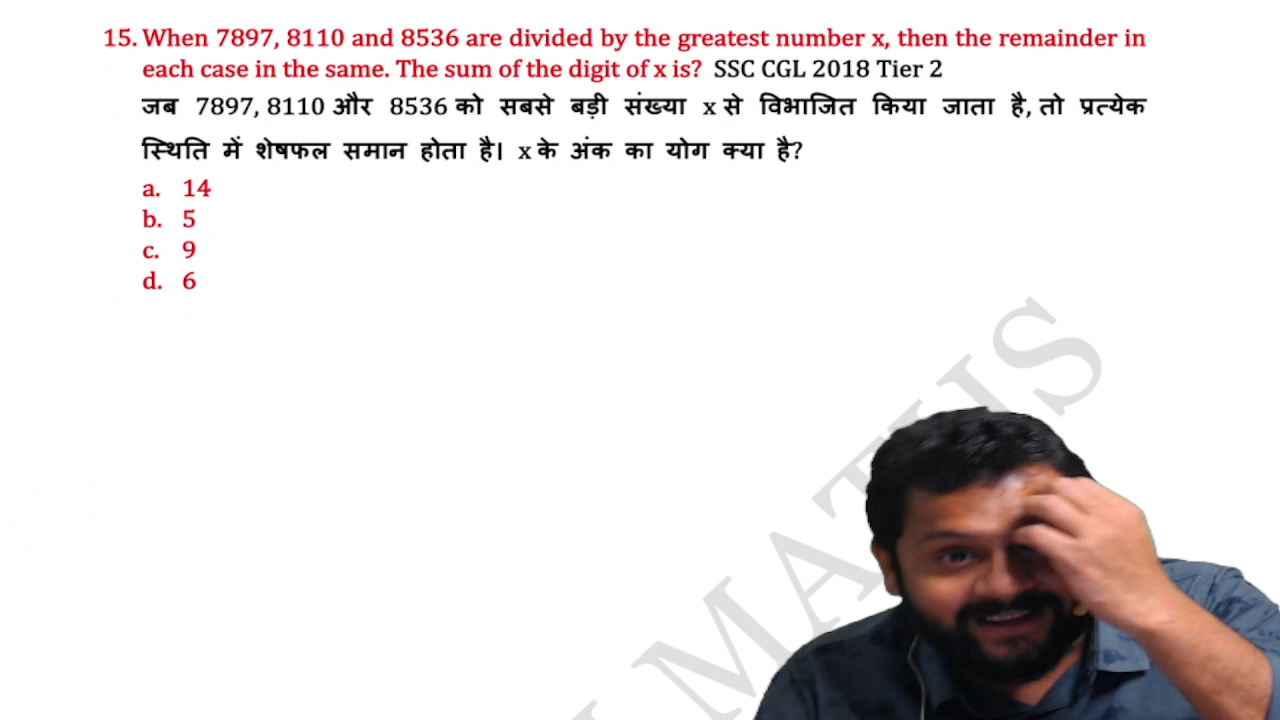 15. When 7897, 8110 and 8536 are divided by the greatest number x, then the remainder in
each case in the same. The sum of the digit of x is? SSC CGL 2018 Tier 2
जब 7897, 8110 और 8536 को सबसे बड़ी संख्या x से विभाजित किया जाता है, तो प्रत्येक
स्थिति में शेषफल समान होता है। x के अंक का योग क्या है?
a. 14
b. 5
c. 9
d. 6
MATHS